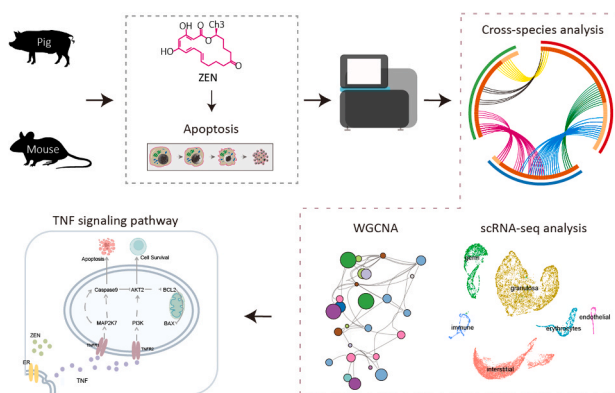 Pig
Mouse
OH
O
Ch3
O
HO
O
ZEN
Apoptosis
Cross-species analysis
TNF signaling pathway
Apoptosis
Cell Survival
Caspase9
AKT2
BCL2
BAX
MAP2K7
PI3K
ZEN
ER
TNF
WGCNA
scRNA-seq analysis
germ
granulosa
immune
erythrocytes
endothelial
interstitial